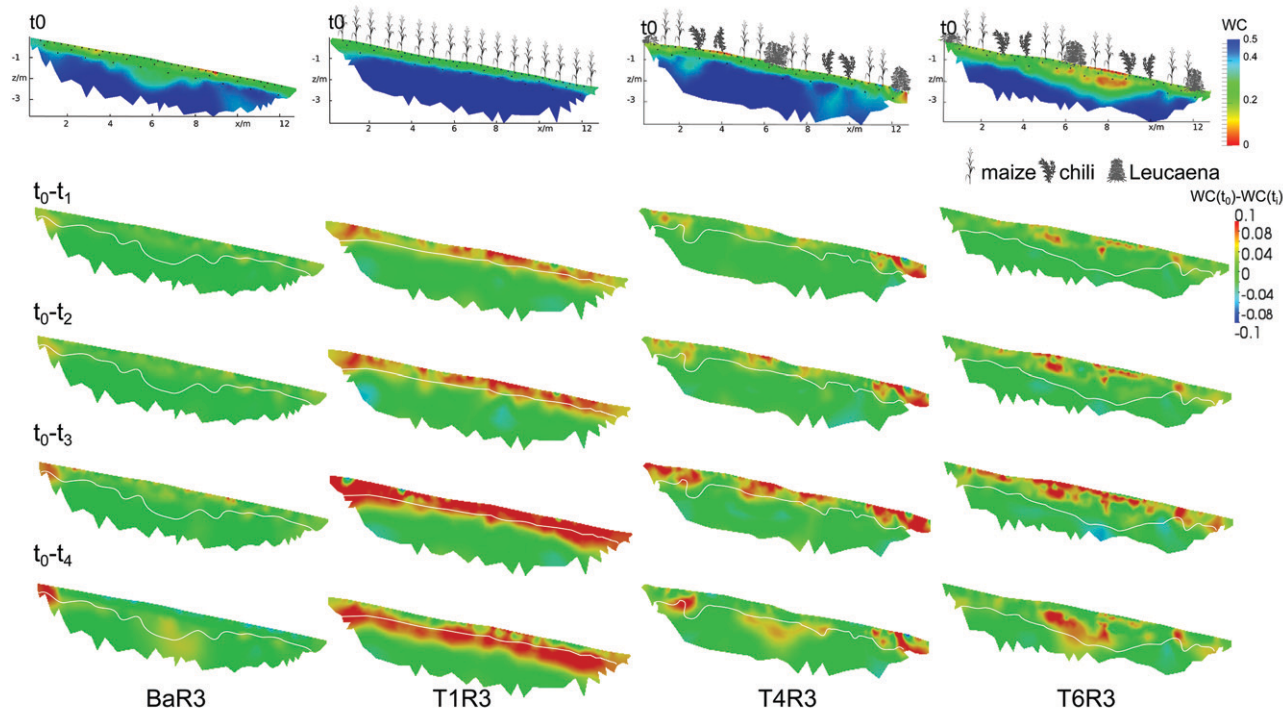 t0
t0
t0
t0
WC
-1
z/m
-3
2 4 6 8 x/m 12
-1
z/m
-3
2 4 6 8 x/m 12
-1
z/m
-3
2 4 6 8 10 x/m 12
-1
z/m
-3
2 4 6 8 10 x/m 12
0.5
0.4
0.2
0
maize chili Leucaena
t₀-t₁
WC(t₀)-WC(tᵢ)
0.1
0.08
0.04
0
-0.04
-0.08
-0.1
t₀-t₂
t₀-t₃
t₀-t₄
BaR3 T1R3 T4R3 T6R3